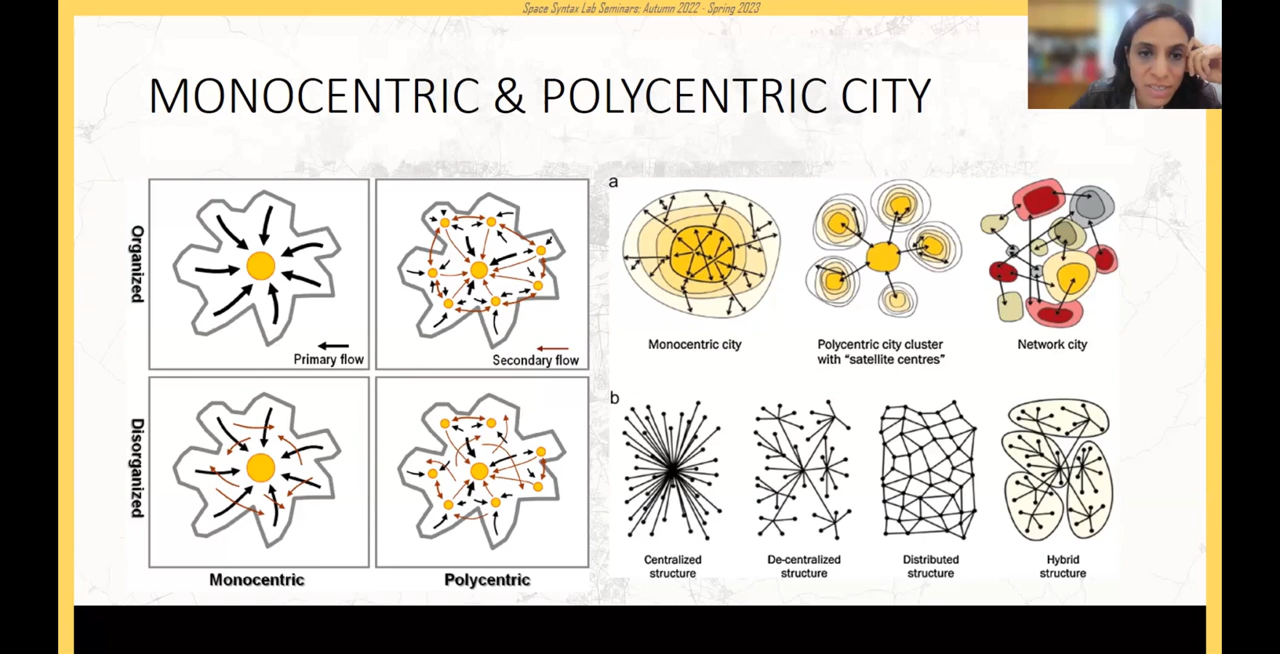 Space Syntax Lab Seminars: Autumn 2022 - Spring 2023
MONOCENTRIC & POLYCENTRIC CITY
Organized
Primary flow
Secondary flow
Disorganized
Monocentric
Polycentric
a
Monocentric city
Polycentric city cluster
with “satellite centres”
Network city
b
Centralized
structure
De-centralized
structure
Distributed
structure
Hybrid
structure